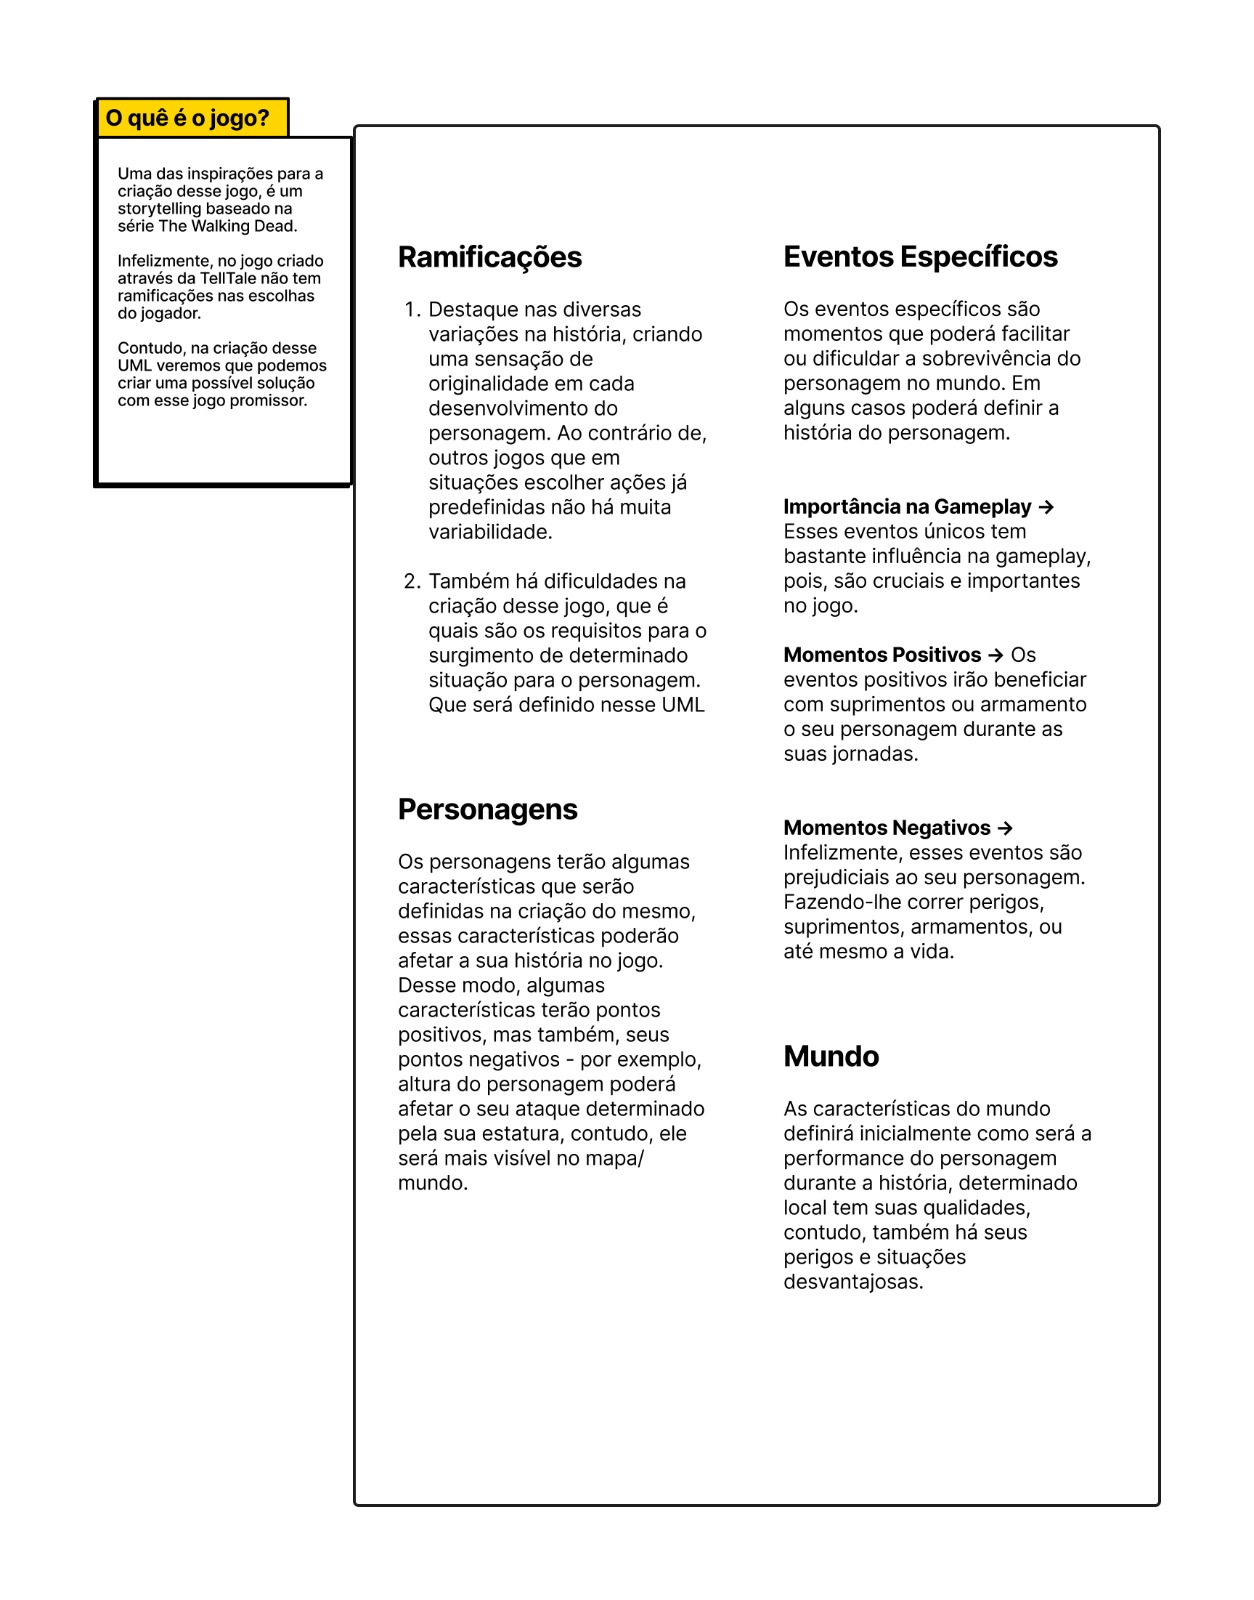 O quê é o jogo?
Uma das inspirações para a
criação desse jogo, é um
storytelling baseado na
série The Walking Dead.
Infelizmente, no jogo criado
através da TellTale não tem
ramificações nas escolhas
do jogador.
Contudo, na criação desse
UML veremos que podemos
criar uma possível solução
com esse jogo promissor.
Ramificações
1. Destaque nas diversas
variações na história, criando
uma sensação de
originalidade em cada
desenvolvimento do
personagem. Ao contrário de,
outros jogos que em
situações escolher ações já
predefinidas não há muita
variabilidade.
2. Também há dificuldades na
criação desse jogo, que é
quais são os requisitos para o
surgimento de determinado
situação para o personagem.
Que será definido nesse UML
Personagens
Os personagens terão algumas
características que serão
definidas na criação do mesmo,
essas características poderão
afetar a sua história no jogo.
Desse modo, algumas
características terão pontos
positivos, mas também, seus
pontos negativos - por exemplo,
altura do personagem poderá
afetar o seu ataque determinado
pela sua estatura, contudo, ele
será mais visível no mapa/
mundo.
Eventos Específicos
Os eventos específicos são
momentos que poderá facilitar
ou dificuldar a sobrevivência do
personagem no mundo. Em
alguns casos poderá definir a
história do personagem.
Importância na Gameplay →
Esses eventos únicos tem
bastante influência na gameplay,
pois, são cruciais e importantes
no jogo.
Momentos Positivos → Os
eventos positivos irão beneficiar
com suprimentos ou armamento
o seu personagem durante as
suas jornadas.
Momentos Negativos →
Infelizmente, esses eventos são
prejudiciais ao seu personagem.
Fazendo-lhe correr perigos,
suprimentos, armamentos, ou
até mesmo a vida.
Mundo
As características do mundo
definirá inicialmente como será a
performance do personagem
durante a história, determinado
local tem suas qualidades,
contudo, também há seus
perigos e situações
desvantajosas.